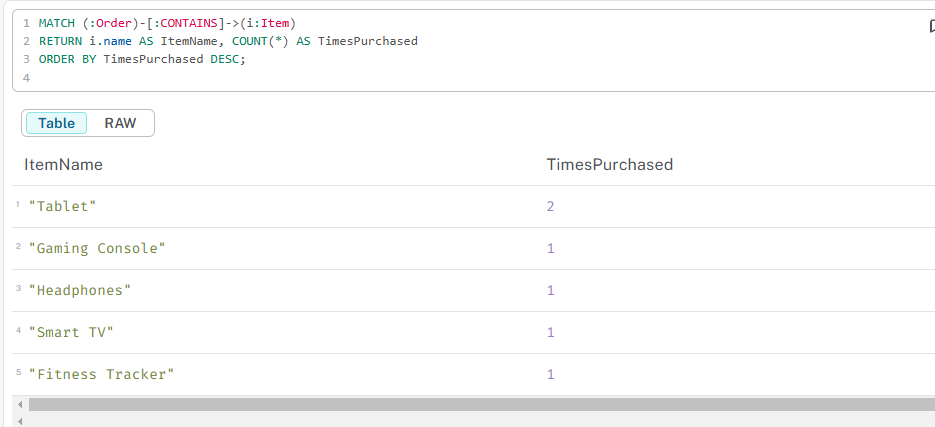 1 MATCH (:Order)-[:CONTAINS]->(i:Item)
2 RETURN i.name AS ItemName, COUNT(*) AS TimesPurchased
3 ORDER BY TimesPurchased DESC;
4
Table RAW
ItemName TimesPurchased
1 "Tablet" 2
2 "Gaming Console" 1
3 "Headphones" 1
4 "Smart TV" 1
5 "Fitness Tracker" 1